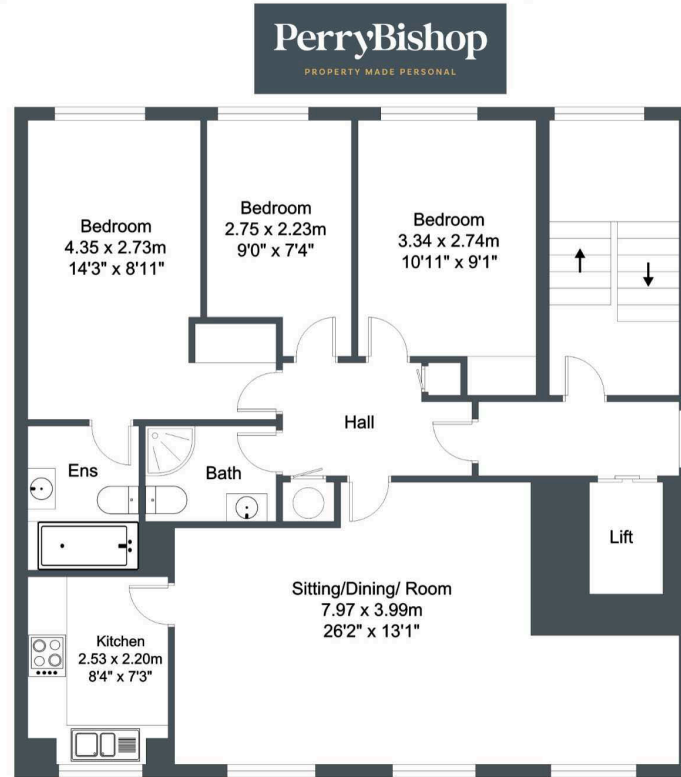 PerryBishop
PROPERTY MADE PERSONAL
Bedroom
4.35 x 2.73m
14'3" x 8'11"
Bedroom
2.75 x 2.23m
9'0" x 7'4"
Bedroom
3.34 x 2.74m
10'11" x 9'1"
Hall
Ens
Bath
Lift
Sitting/Dining/ Room
7.97 x 3.99m
26'2" x 13'1"
Kitchen
2.53 x 2.20m
8'4" x 7'3"